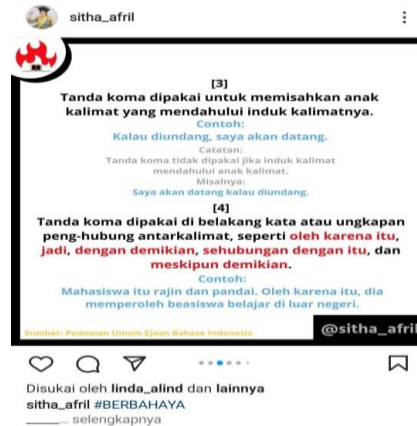 sitha_afril
[3]
Tanda koma dipakai untuk memisahkan anak
kalimat yang mendahului induk kalimatnya.
Contoh:
Kalau diundang, saya akan datang.
Catatan:
Tanda koma tidak dipakai jika induk kalimat
mendahului anak kalimat.
Misalnya:
Saya akan datang kalau diundang.
[4]
Tanda koma dipakai di belakang kata atau ungkapan
peng-hubung antarkalimat, seperti oleh karena itu,
jadi, dengan demikian, sehubungan dengan itu, dan
meskipun demikian.
Contoh:
Mahasiswa itu rajin dan pandai. Oleh karena itu, dia
memperoleh beasiswa belajar di luar negeri.
Sumber: Pedoman Umum Ejaan Bahasa Indonesia
@sitha_afril
Disukai oleh linda_alind dan lainnya
sitha_afril #BERBAHAYA
_____... selengkapnya